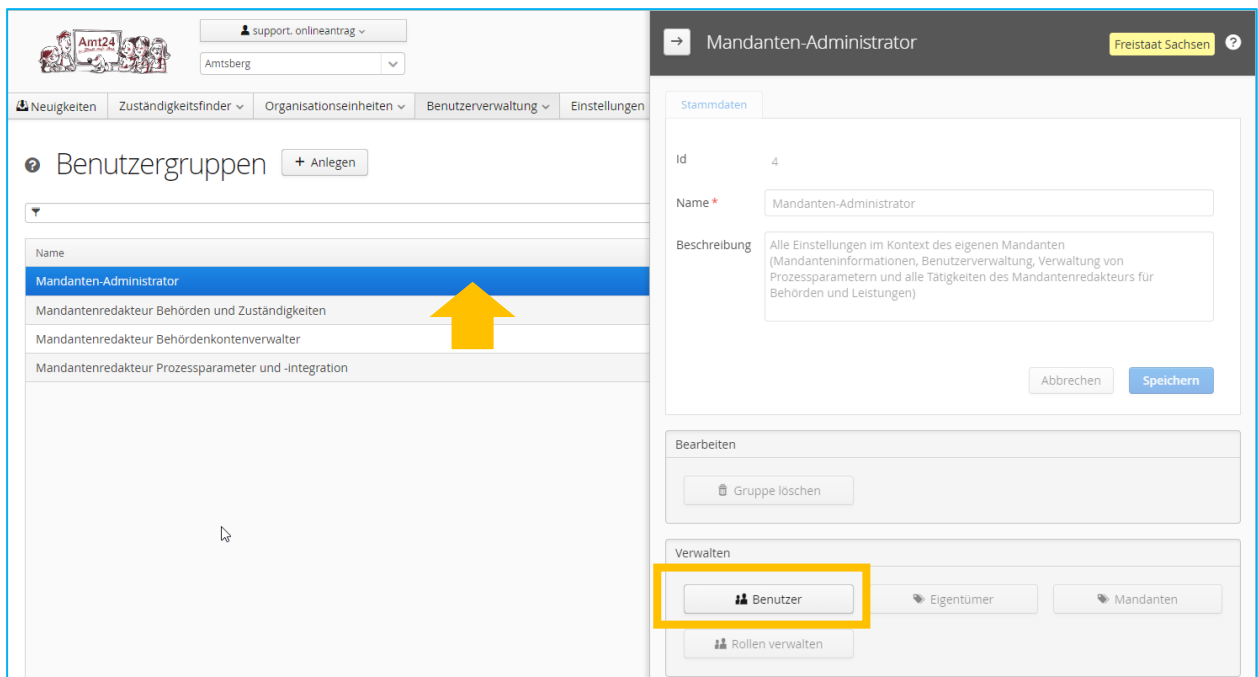 Amt24
support. onlineantrag
Amtsberg
Neuigkeiten
Zuständigkeitsfinder
Organisationseinheiten
Benutzerverwaltung
Einstellungen
Benutzergruppen
+ Anlegen
Name
Mandanten-Administrator
Mandantenredakteur Behörden und Zuständigkeiten
Mandantenredakteur Behördenkontenverwalter
Mandantenredakteur Prozessparameter und -integration
→ Mandanten-Administrator
Freistaat Sachsen
Stammdaten
Id 4
Name * Mandanten-Administrator
Beschreibung Alle Einstellungen im Kontext des eigenen Mandanten
(Mandanteninformationen, Benutzerverwaltung, Verwaltung von
Prozessparametern und alle Tätigkeiten des Mandantenredakteurs für
Behörden und Leistungen)
Abbrechen
Speichern
Bearbeiten
Gruppe löschen
Verwalten
Benutzer
Eigentümer
Mandanten
Rollen verwalten